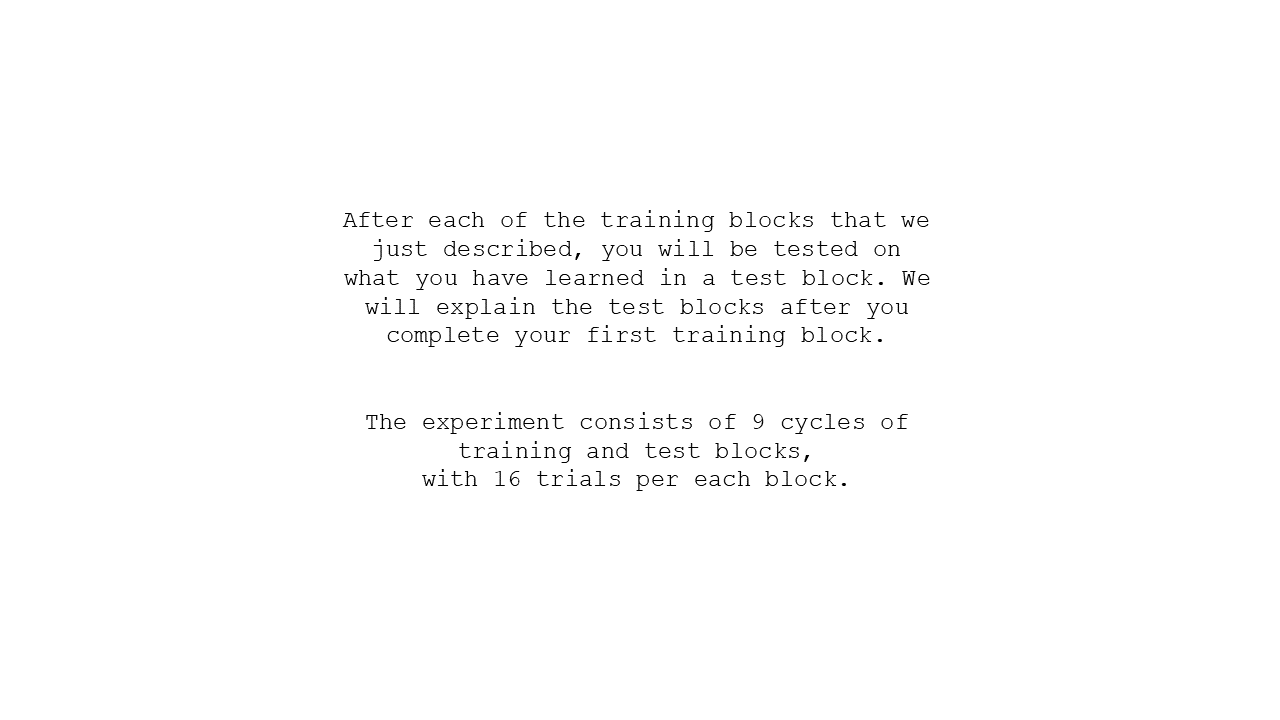 After each of the training blocks that we
just described, you will be tested on
what you have learned in a test block. We
will explain the test blocks after you
complete your first training block.
The experiment consists of 9 cycles of
training and test blocks,
with 16 trials per each block.